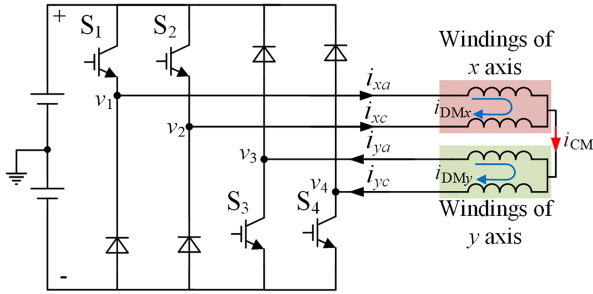 +
S1 S2
Windings of
x axis
ixa
v1
iDMx
ixc
v2
iCM
iya
v3
iDMy
v4 iyc
S3 S4
Windings of
y axis
-